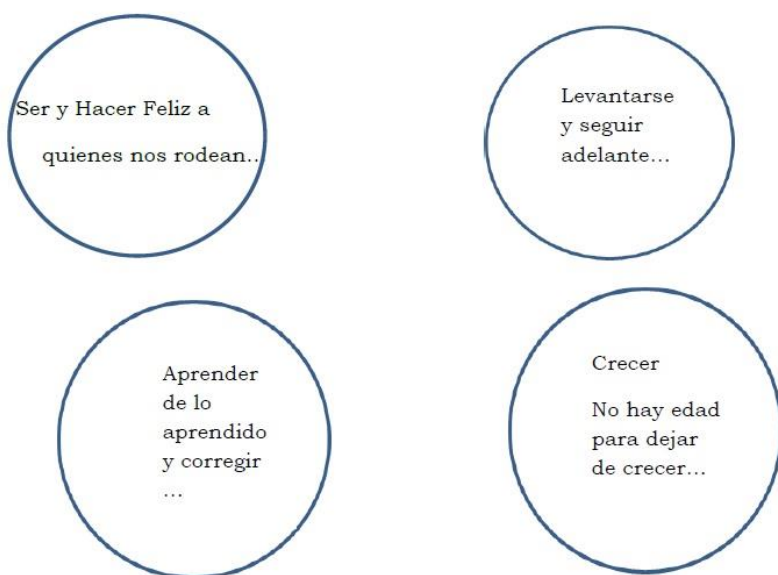 Ser y Hacer Feliz a
quienes nos rodean..
Levantarse
y seguir
adelante...
Aprender
de lo
aprendido
y corregir
...
Crecer
No hay edad
para dejar
de crecer...